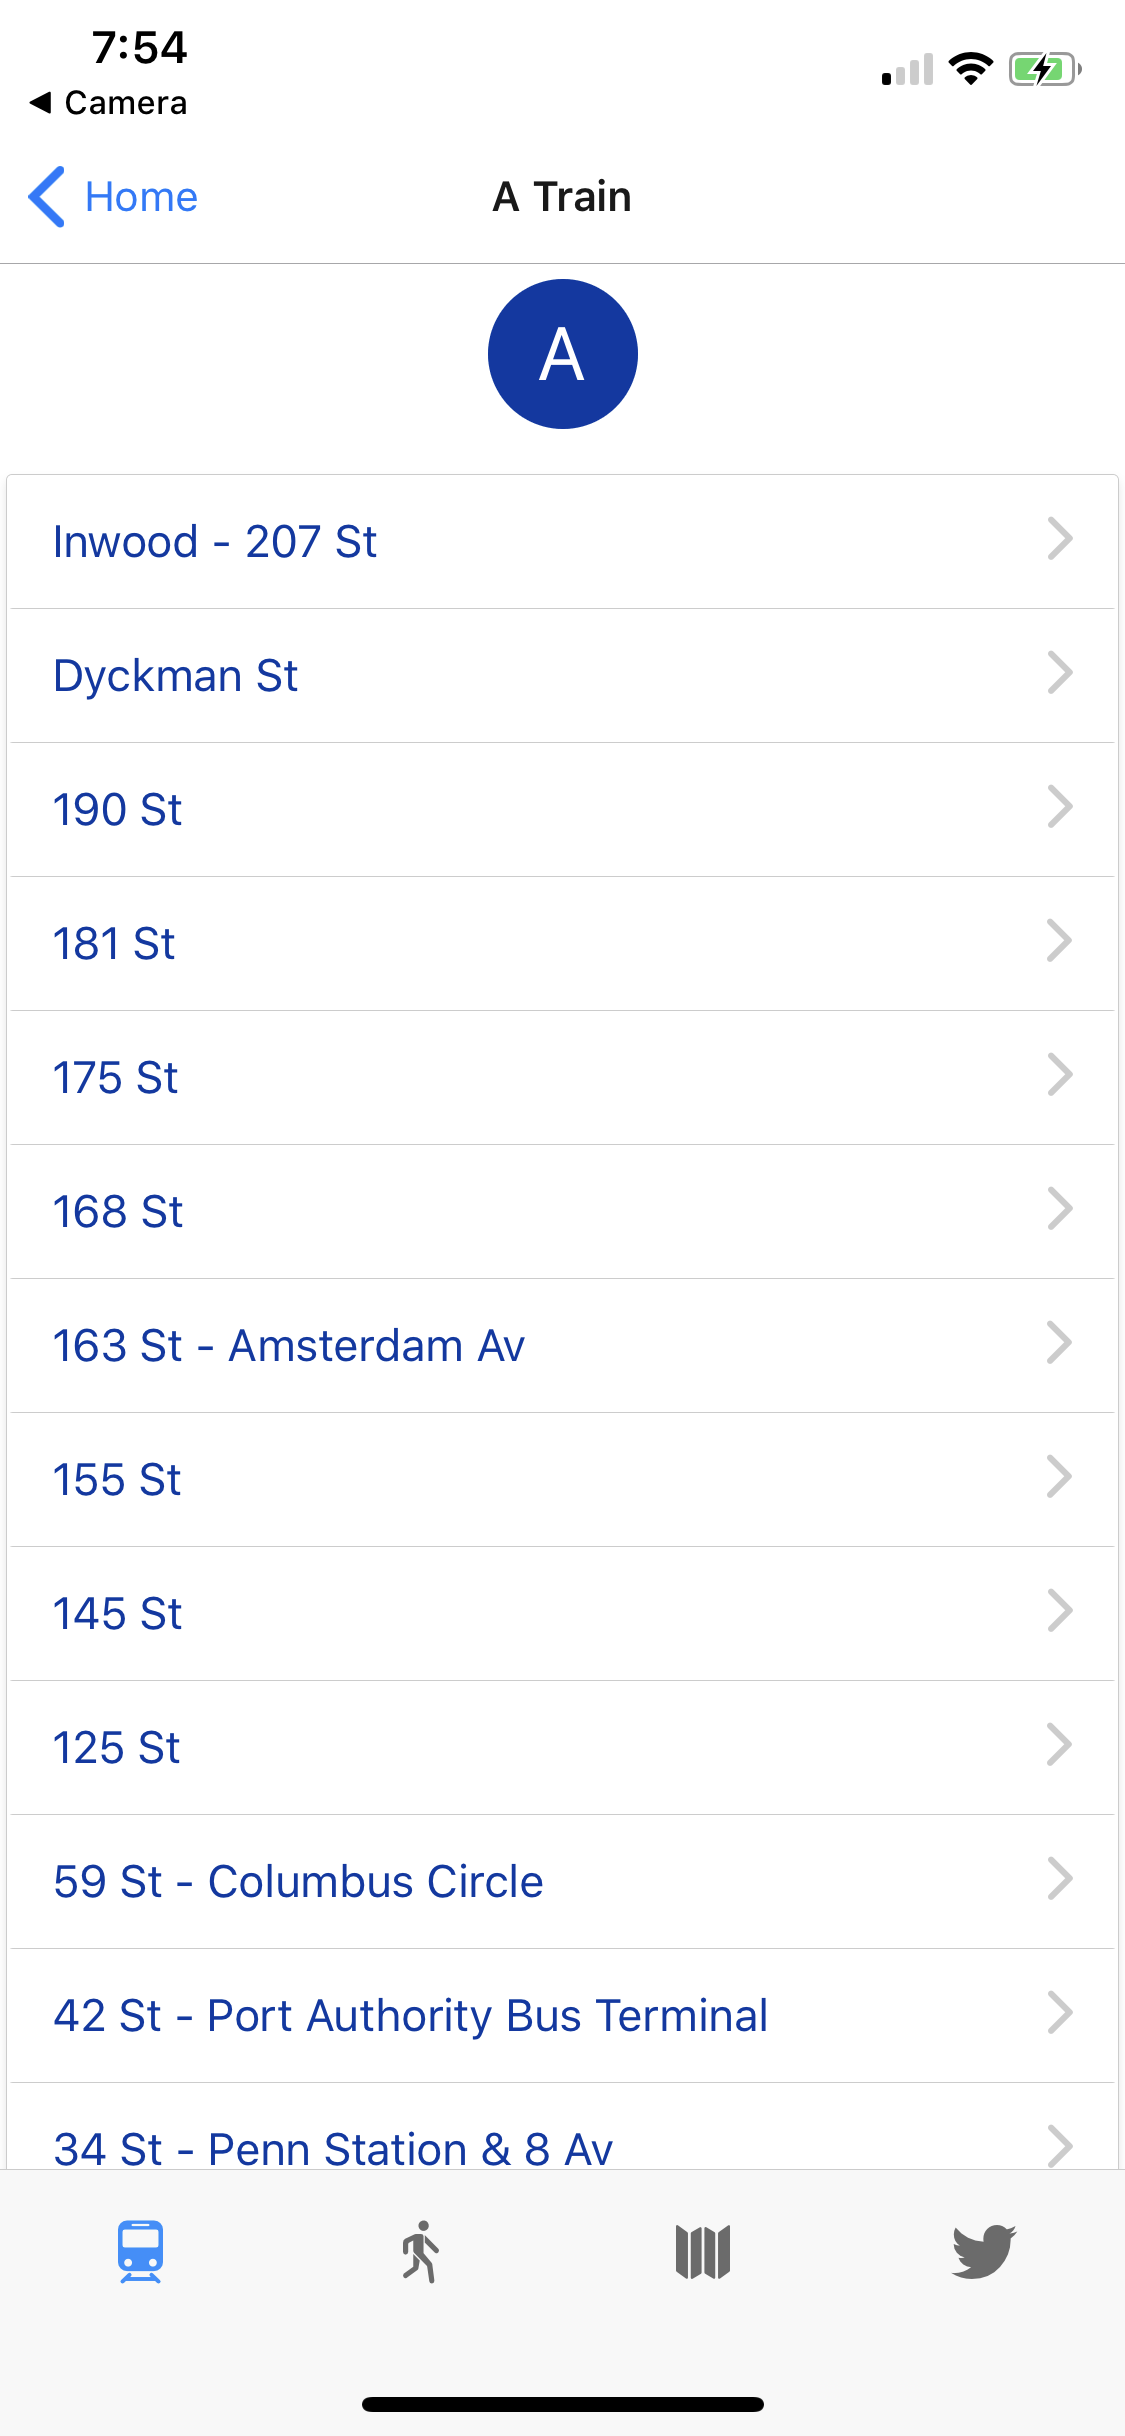 7:54
◀ Camera
Home
A Train
A
Inwood - 207 St
Dyckman St
190 St
181 St
175 St
168 St
163 St - Amsterdam Av
155 St
145 St
125 St
59 St - Columbus Circle
42 St - Port Authority Bus Terminal
34 St - Penn Station & 8 Av